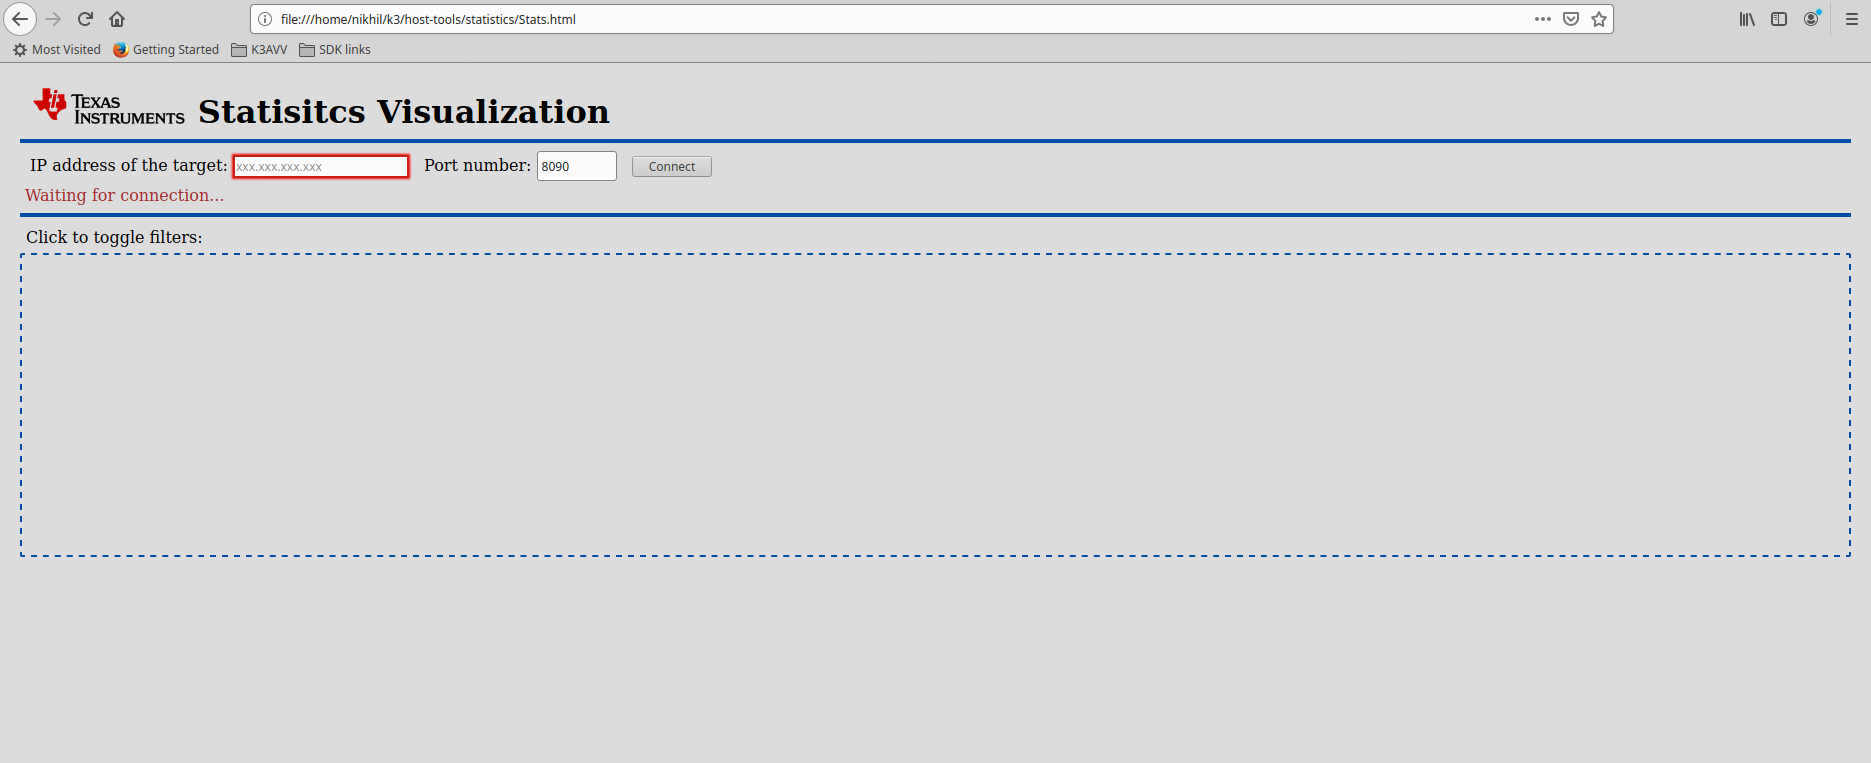 file:///home/nikhil/k3/host-tools/statistics/Stats.html
Most Visited Getting Started K3AVV SDK links
TEXAS INSTRUMENTS
Statisitcs Visualization
IP address of the target: xxx.xxx.xxx.xxx Port number: 8090 Connect
Waiting for connection...
Click to toggle filters: